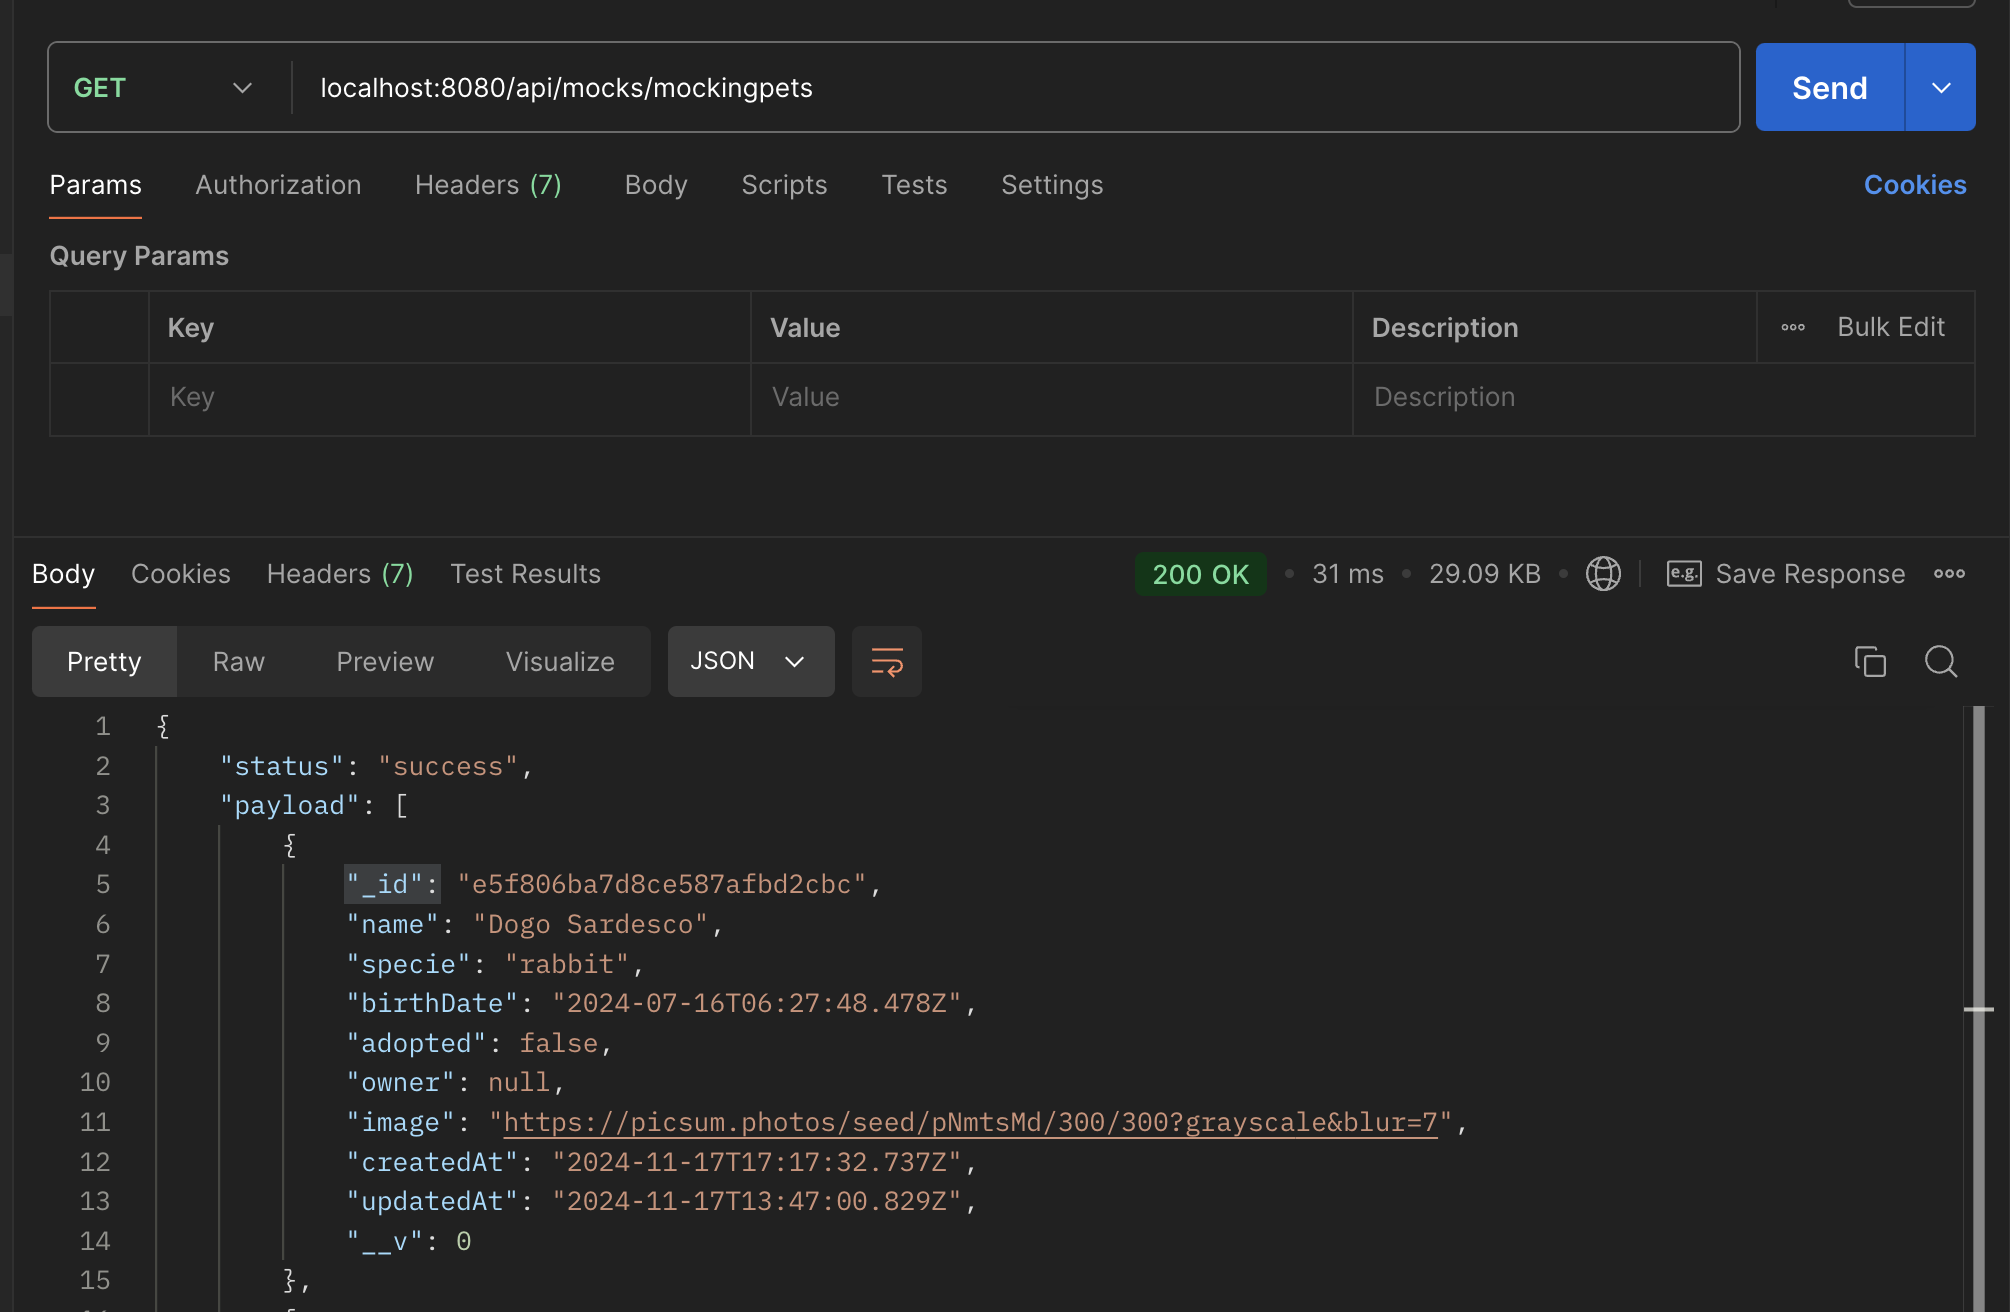 GET localhost:8080/api/mocks/mockingpets Send
Params Authorization Headers (7) Body Scripts Tests Settings Cookies
Query Params
Key Value Description ooo Bulk Edit
Key Value Description
Body Cookies Headers (7) Test Results 200 OK • 31 ms • 29.09 KB • e.g. Save Response ooo
Pretty Raw Preview Visualize JSON
1 {
2 "status": "success",
3 "payload": [
4 {
5 "_id": "e5f806ba7d8ce587afbd2cbc",
6 "name": "Dogo Sardesco",
7 "specie": "rabbit",
8 "birthDate": "2024-07-16T06:27:48.478Z",
9 "adopted": false,
10 "owner": null,
11 "image": "https://picsum.photos/seed/pNmtsMd/300/300?grayscale&blur=7",
12 "createdAt": "2024-11-17T17:17:32.737Z",
13 "updatedAt": "2024-11-17T13:47:00.829Z",
14 "__v": 0
15 },